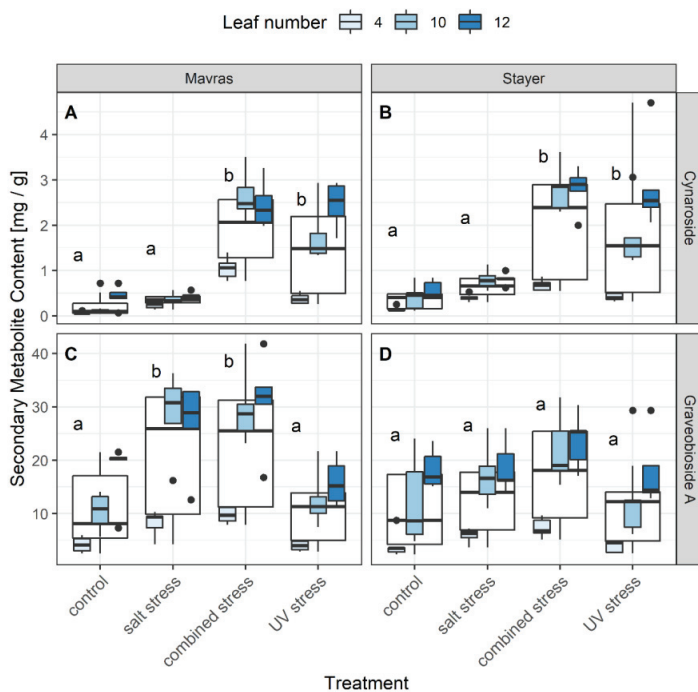 Leaf number 4 10 12
Mavras Stayer
A
B
4
3
2
1
0
a a b b
a a b b
Cynaroside
Secondary Metabolite Content [mg / g]
C
D
40
30
20
10
a b b a
a a a a
Graveobioside A
control salt stress combined stress UV stress
control salt stress combined stress UV stress
Treatment